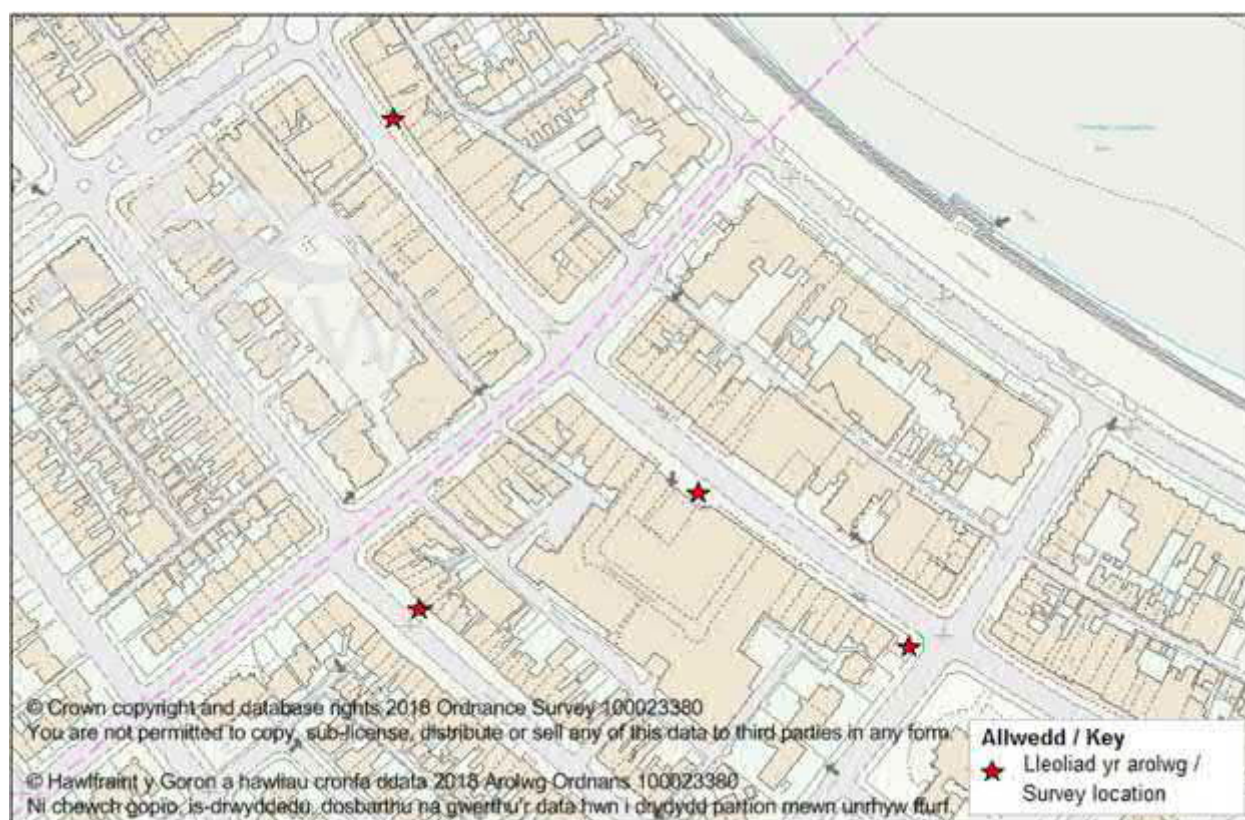 © Crown copyright and database rights 2018 Ordnance Survey 100023380
You are not permitted to copy, sub-license, distribute or sell any of this data to third parties in any form.
© Hawlfraint y Goron a hawliau cronfa ddata 2018 Arolwg Ordnans 100023380
Ni chewch gopïo, is-drwyddedu, dosbarthu na gwerthu'r data hwn i drydydd partïon mewn unrhyw ffurf.
Allwedd / Key
Lleoliad yr arolwg /
Survey location